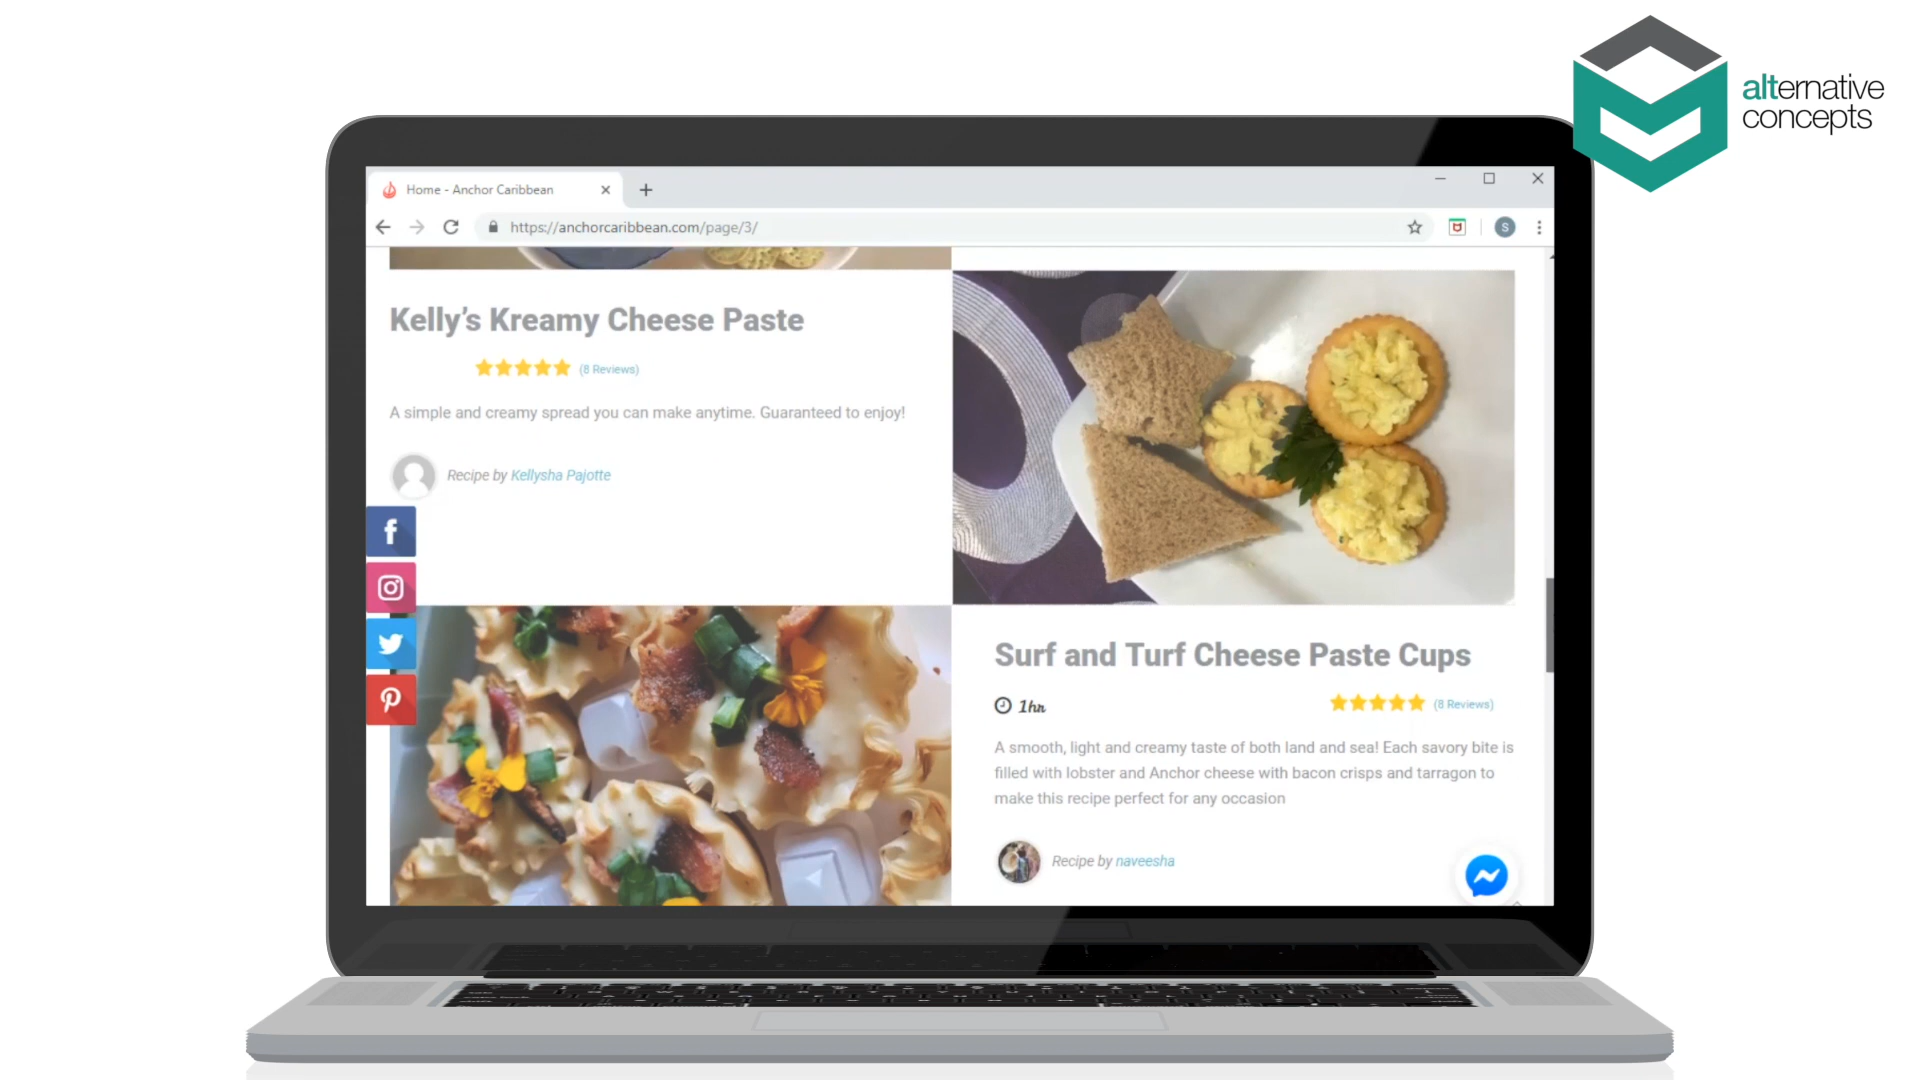 alternative
concepts
Home - Anchor Caribbean
https://anchorcaribbean.com/page/3/
S
Kelly's Kreamy Cheese Paste
(8 Reviews)
A simple and creamy spread you can make anytime. Guaranteed to enjoy!
Recipe by Kellysha Pajotte
Surf and Turf Cheese Paste Cups
1hr
(8 Reviews)
A smooth, light and creamy taste of both land and sea! Each savory bite is
filled with lobster and Anchor cheese with bacon crisps and tarragon to
make this recipe perfect for any occasion
Recipe by naveesha